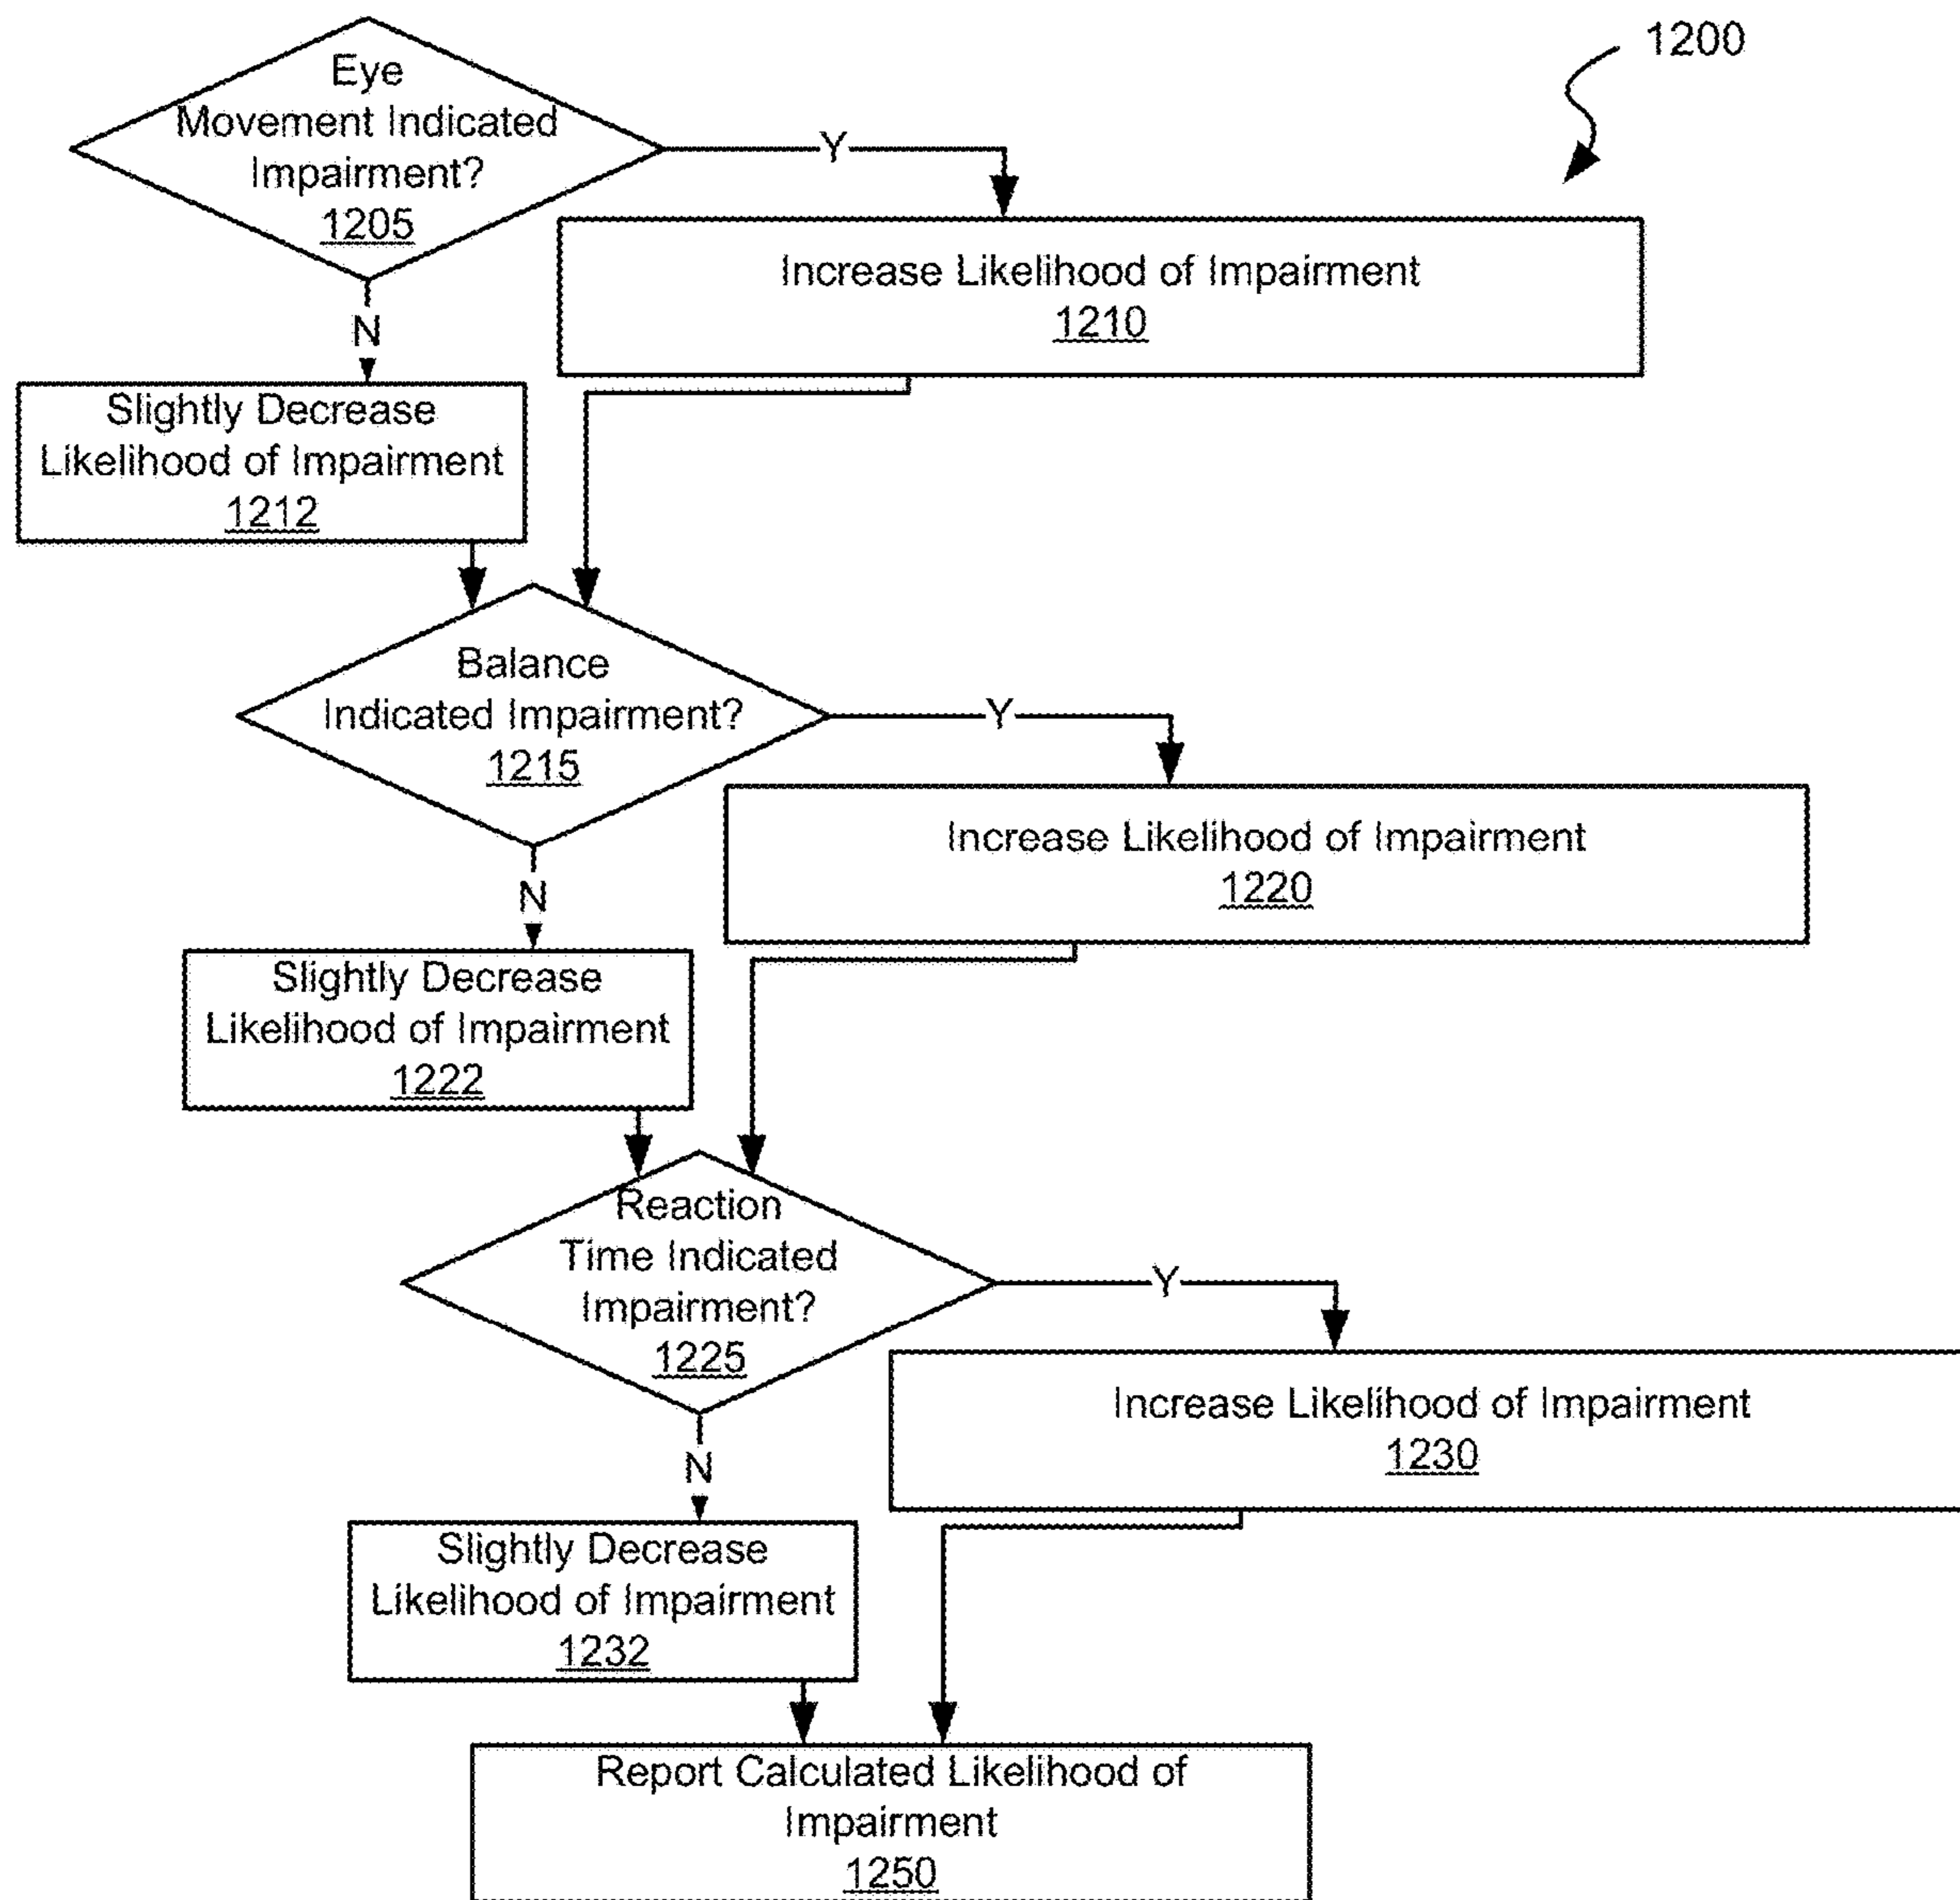 1200
Eye
Movement Indicated
Impairment?
1205
Y
Increase Likelihood of Impairment
1210
N
Slightly Decrease
Likelihood of Impairment
1212
Balance
Indicated Impairment?
1215
Y
Increase Likelihood of Impairment
1220
N
Slightly Decrease
Likelihood of Impairment
1222
Reaction
Time Indicated
Impairment?
1225
Y
Increase Likelihood of Impairment
1230
N
Slightly Decrease
Likelihood of Impairment
1232
Report Calculated Likelihood of
Impairment
1250